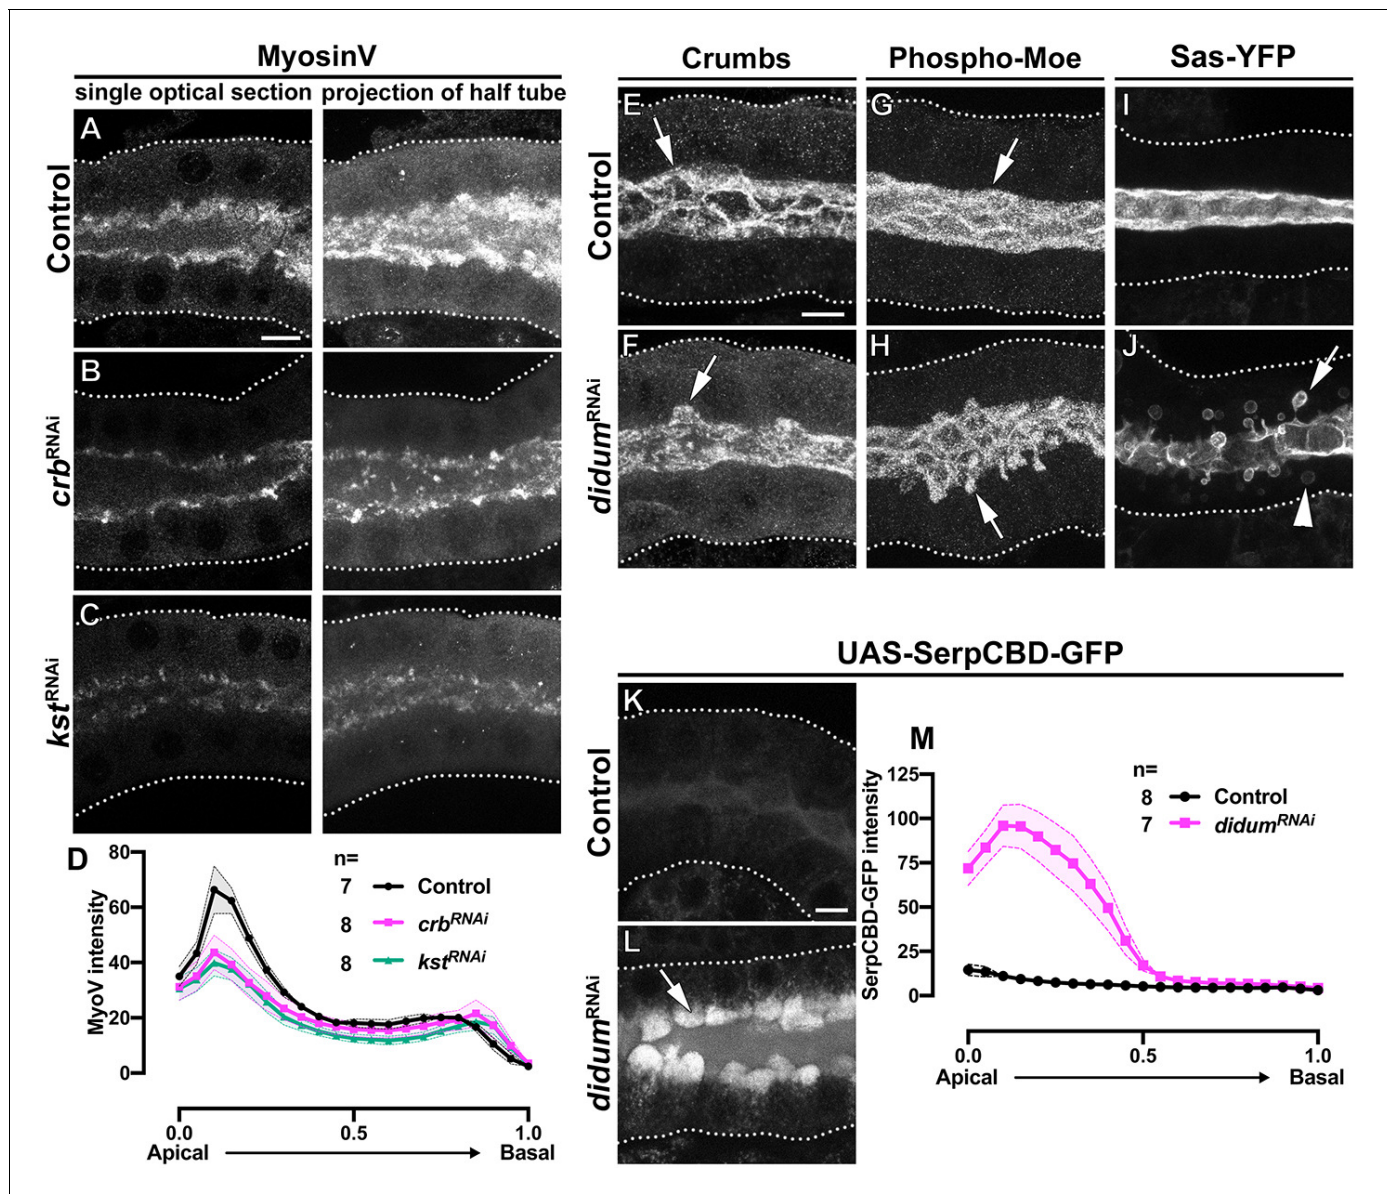 MyosinV
single optical section projection of half tube
Control
A
crbRNAi
B
kstRNAi
C
D
MyoV intensity
80
60
40
20
0
n=
7 Control
8 crbRNAi
8 kstRNAi
0.0 0.5 1.0
Apical Basal
Crumbs Phospho-Moe Sas-YFP
Control
E G I
didumRNAi
F H J
UAS-SerpCBD-GFP
Control
K
didumRNAi
L
M
SerpCBD-GFP intensity
125
100
75
50
25
0
n=
8 Control
7 didumRNAi
0.0 0.5 1.0
Apical Basal